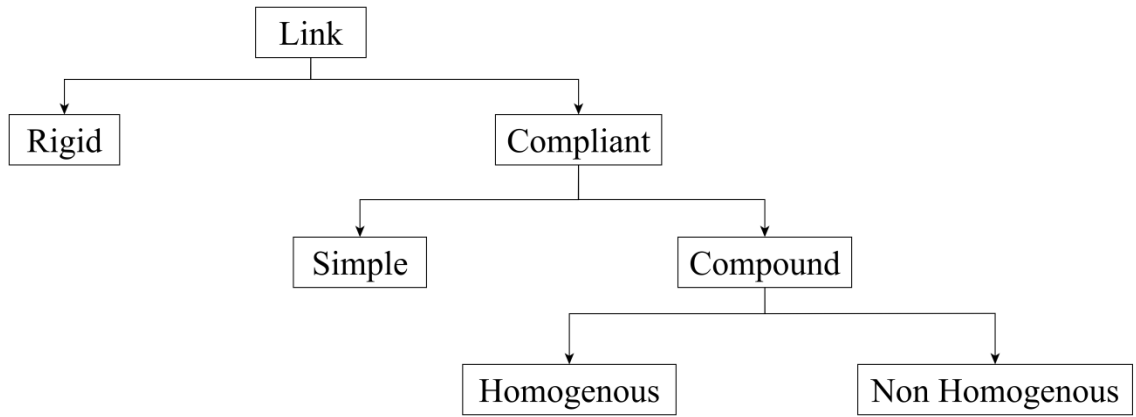 Link
Rigid
Compliant
Simple
Compound
Homogenous
Non Homogenous